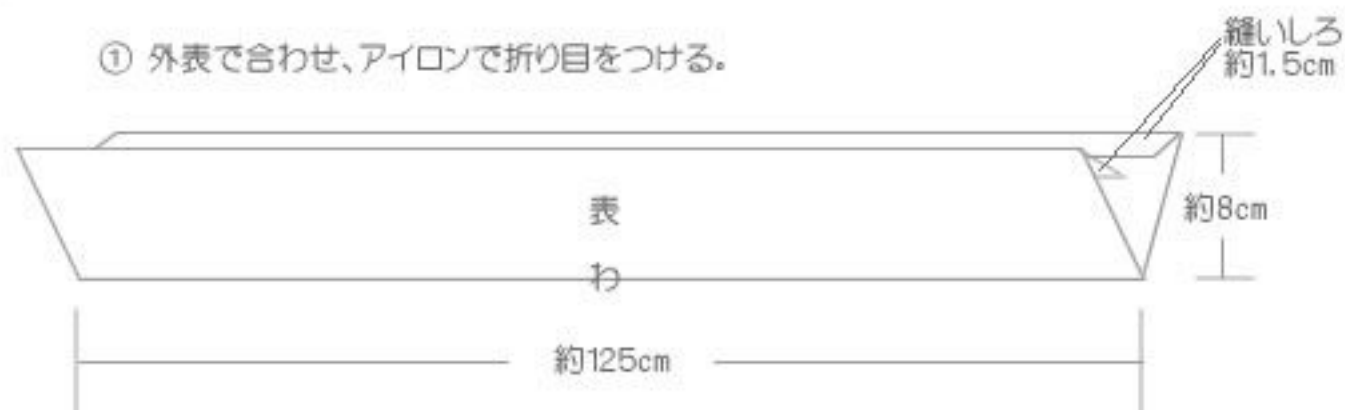 ① 外表で合わせ、アイロンで折り目をつける。
縫いしろ
約1.5cm
表
約8cm
わ
約125cm